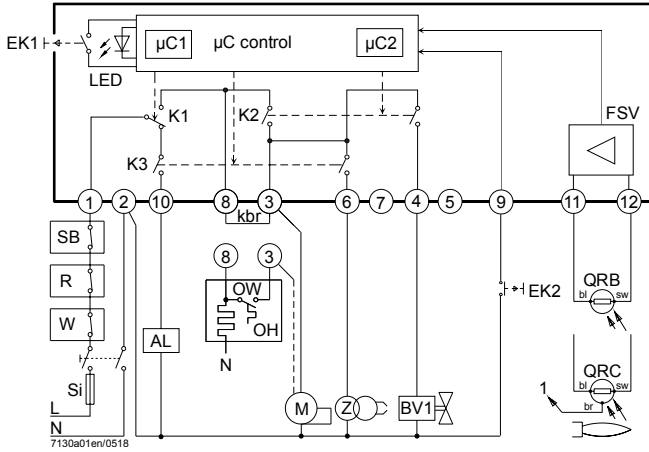 EK1
LED
µC1
µC control
µC2
K1
K2
K3
FSV
1
2
10
8
3
6
7
4
5
9
11
12
kbr
SB
R
W
Si
L
N
AL
8
3
OW
OH
N
M
Z
BV1
EK2
QRB
bl
sw
QRC
bl
sw
br
1
7130a01en/0518